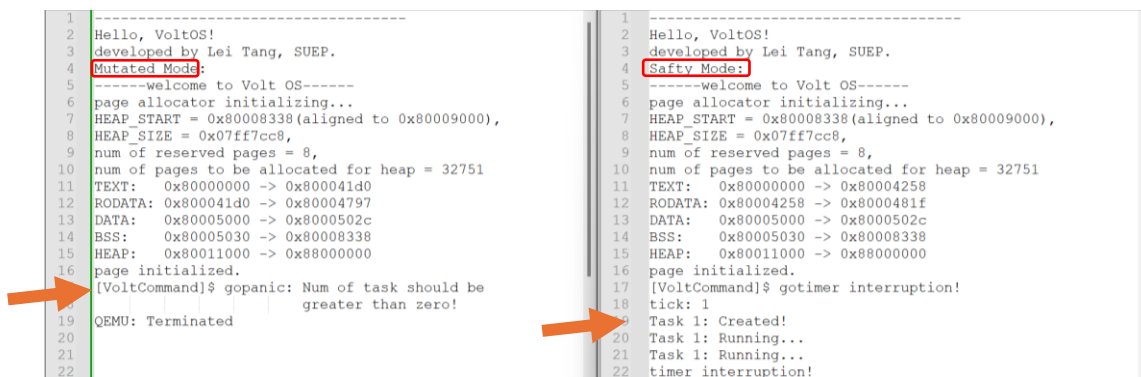 1 -----------------------------------
2 Hello, VoltOS!
3 developed by Lei Tang, SUEP.
4 Mutated Mode:
5 ------welcome to Volt OS------
6 page allocator initializing...
7 HEAP_START = 0x80008338(aligned to 0x80009000),
8 HEAP_SIZE = 0x07ff7cc8,
9 num of reserved pages = 8,
10 num of pages to be allocated for heap = 32751
11 TEXT: 0x80000000 -> 0x800041d0
12 RODATA: 0x800041d0 -> 0x80004797
13 DATA: 0x80005000 -> 0x8000502c
14 BSS: 0x80005030 -> 0x80008338
15 HEAP: 0x80011000 -> 0x88000000
16 page initialized.
[VoltCommand]$ gopanic: Num of task should be
greater than zero!
19 QEMU: Terminated
20
21
22
1 -----------------------------------
2 Hello, VoltOS!
3 developed by Lei Tang, SUEP.
4 Safty Mode:
5 ------welcome to Volt OS------
6 page allocator initializing...
7 HEAP_START = 0x80008338(aligned to 0x80009000),
8 HEAP_SIZE = 0x07ff7cc8,
9 num of reserved pages = 8,
10 num of pages to be allocated for heap = 32751
11 TEXT: 0x80000000 -> 0x80004258
12 RODATA: 0x80004258 -> 0x8000481f
13 DATA: 0x80005000 -> 0x8000502c
14 BSS: 0x80005030 -> 0x80008338
15 HEAP: 0x80011000 -> 0x88000000
16 page initialized.
17 [VoltCommand]$ gotimer interruption!
18 tick: 1
Task 1: Created!
20 Task 1: Running...
21 Task 1: Running...
22 timer interruption!